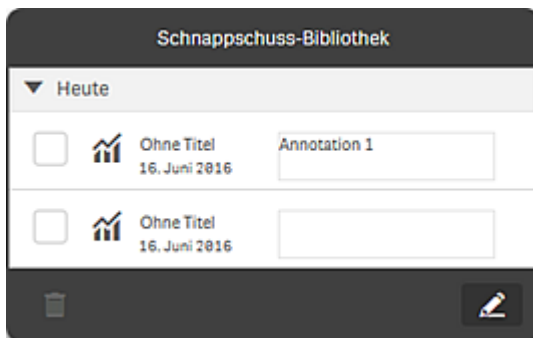 Schnappschuss-Bibliothek
Heute
Ohne Titel
Annotation 1
16. Juni 2016
Ohne Titel
16. Juni 2016